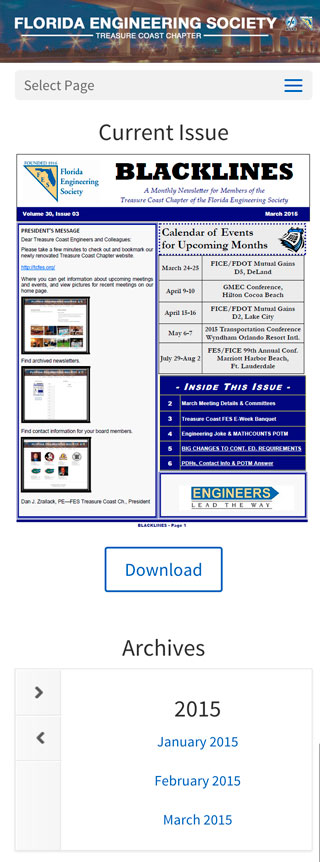 FLORIDA ENGINEERING SOCIETY
TREASURE COAST CHAPTER
Select Page
Current Issue
FOUNDED 1916
FES
Florida
Engineering
Society
BLACKLINES
A Monthly Newsletter for Members of the
Treasure Coast Chapter of the Florida Engineering Society
Volume 30, Issue 03
March 2015
PRESIDENT'S MESSAGE
Dear Treasure Coast Engineers and Colleagues:
Please take a few minutes to check out and bookmark our
newly renovated Treasure Coast Chapter website.
http://tcfes.org/
Where you can get information about upcoming meetings
and events, and view pictures for recent meetings on our
home page.
Find archived newsletters.
Find contact information for your board members.
Dan J. Zrallack, PE—FES Treasure Coast Ch., President
Calendar of Events
for Upcoming Months
March 24-25
FICE/FDOT Mutual Gains
D5, DeLand
April 9-10
GMEC Conference,
Hilton Cocoa Beach
April 15-16
FICE/FDOT Mutual Gains
D2, Lake City
May 6-7
2015 Transportation Conference
Wyndham Orlando Resort Intl.
July 29-Aug 2
FES/FICE 99th Annual Conf.
Marriott Harbor Beach,
Ft. Lauderdale
- INSIDE THIS ISSUE -
2 March Meeting Details & Committees
3 Treasure Coast FES E-Week Banquet
4 Engineering Joke & MATHCOUNTS POTM
5 BIG CHANGES TO CONT. ED. REQUIREMENTS
6 PDHs, Contact Info & POTM Answer
ENGINEERS
LEAD THE WAY
BLACKLINES - Page 1
Download
Archives
2015
January 2015
February 2015
March 2015